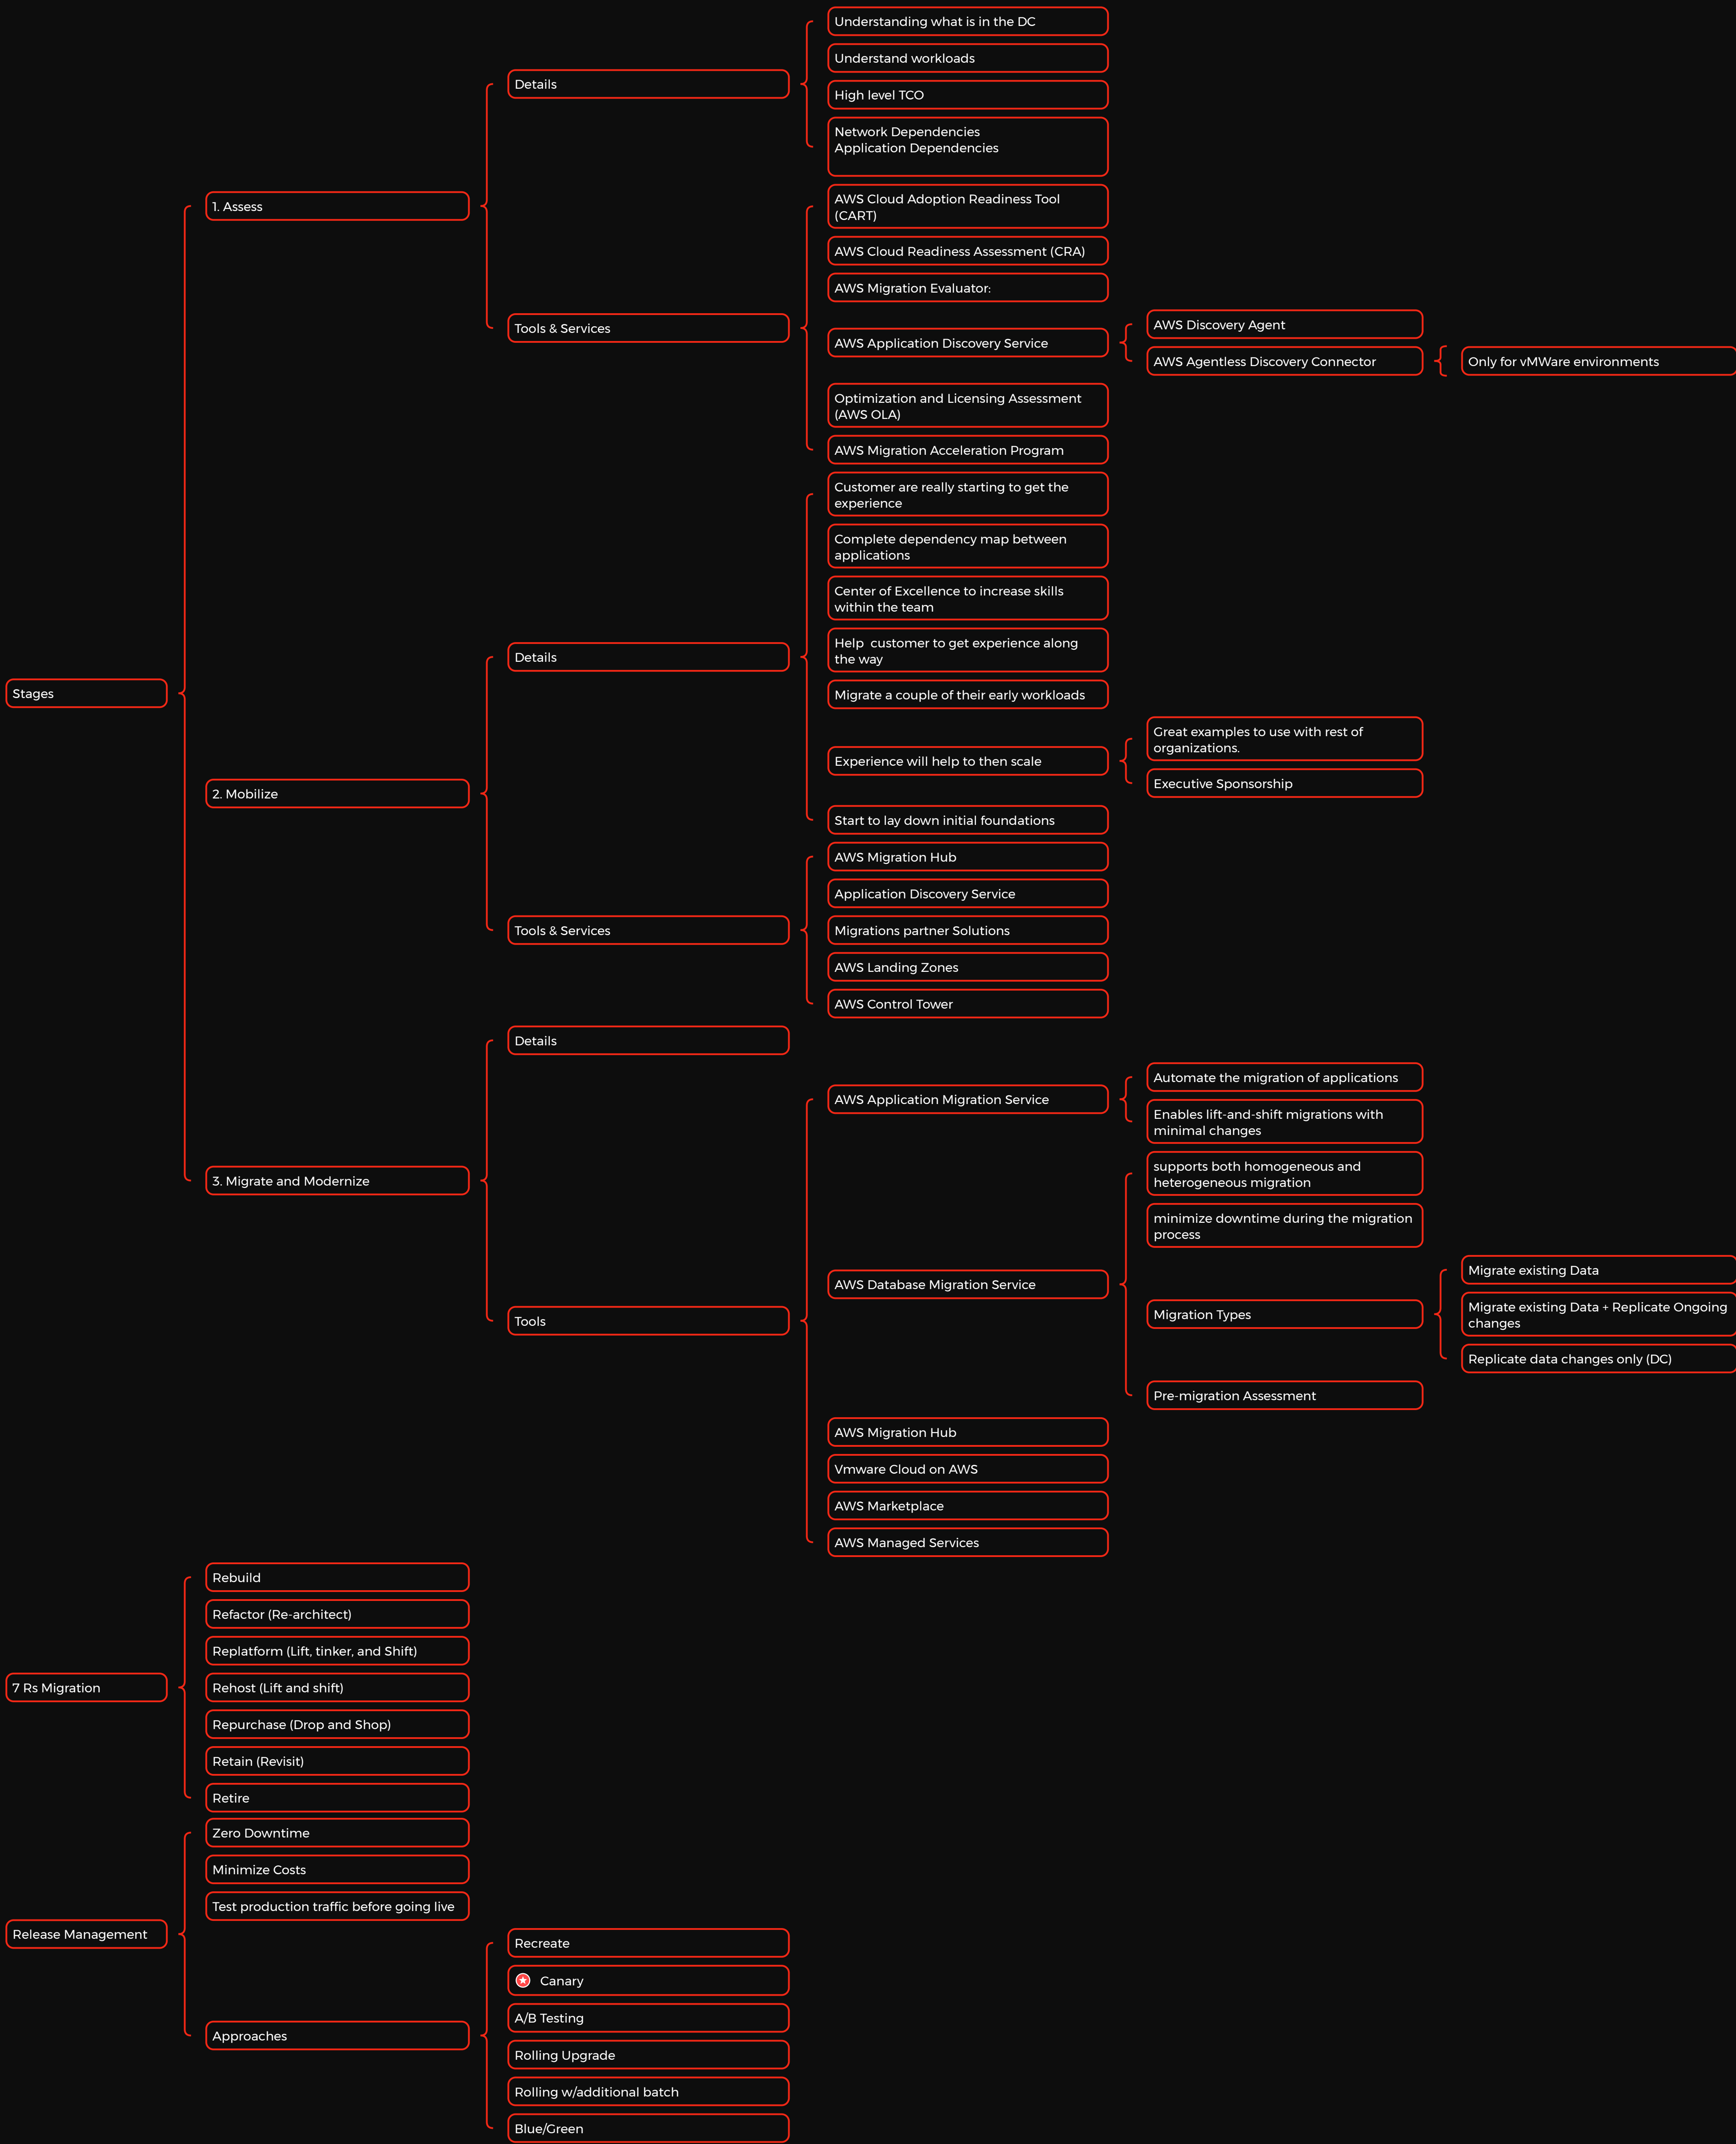 Stages
1. Assess
Details
Understanding what is in the DC
Understand workloads
High level TCO
Network Dependencies
Application Dependencies
Tools & Services
AWS Cloud Adoption Readiness Tool
(CART)
AWS Cloud Readiness Assessment (CRA)
AWS Migration Evaluator:
AWS Application Discovery Service
AWS Discovery Agent
AWS Agentless Discovery Connector
Only for vMWare environments
Optimization and Licensing Assessment
(AWS OLA)
AWS Migration Acceleration Program
2. Mobilize
Details
Customer are really starting to get the
experience
Complete dependency map between
applications
Center of Excellence to increase skills
within the team
Help  customer to get experience along
the way
Migrate a couple of their early workloads
Experience will help to then scale
Great examples to use with rest of
organizations.
Executive Sponsorship
Start to lay down initial foundations
Tools & Services
AWS Migration Hub
Application Discovery Service
Migrations partner Solutions
AWS Landing Zones
AWS Control Tower
3. Migrate and Modernize
Details
Tools
AWS Application Migration Service
Automate the migration of applications
Enables lift-and-shift migrations with
minimal changes
AWS Database Migration Service
supports both homogeneous and
heterogeneous migration
minimize downtime during the migration
process
Migration Types
Migrate existing Data
Migrate existing Data + Replicate Ongoing
changes
Replicate data changes only (DC)
Pre-migration Assessment
AWS Migration Hub
Vmware Cloud on AWS
AWS Marketplace
AWS Managed Services
7 Rs Migration
Rebuild
Refactor (Re-architect)
Replatform (Lift, tinker, and Shift)
Rehost (Lift and shift)
Repurchase (Drop and Shop)
Retain (Revisit)
Retire
Release Management
Zero Downtime
Minimize Costs
Test production traffic before going live
Approaches
Recreate
Canary
A/B Testing
Rolling Upgrade
Rolling w/additional batch
Blue/Green